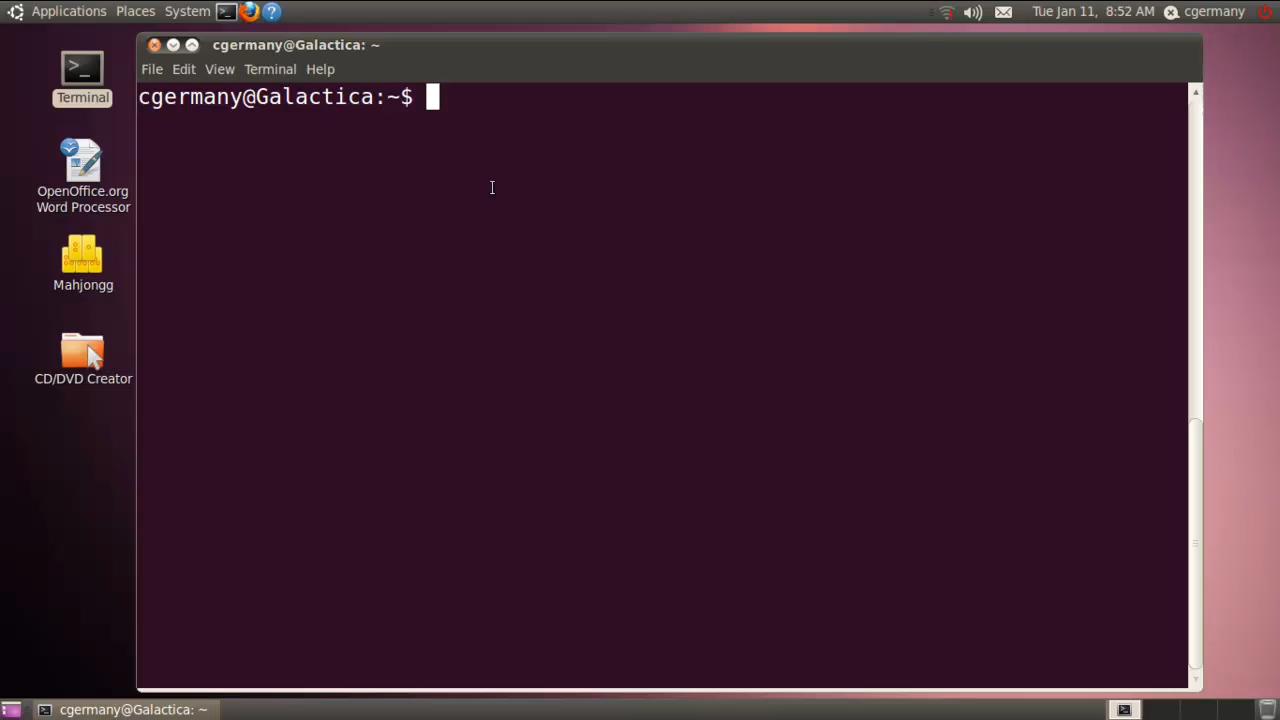 Applications Places System
Tue Jan 11, 8:52 AM cgermany
cgermany@Galactica: ~
File Edit View Terminal Help
cgermany@Galactica:~$
>_
Terminal
OpenOffice.org
Word Processor
Mahjongg
CD/DVD Creator
cgermany@Galactica: ~